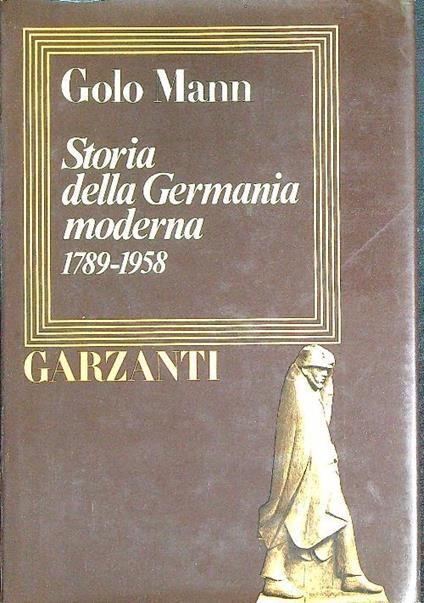 Golo Mann
Storia
della Germania
moderna
1789-1958
GARZANTI